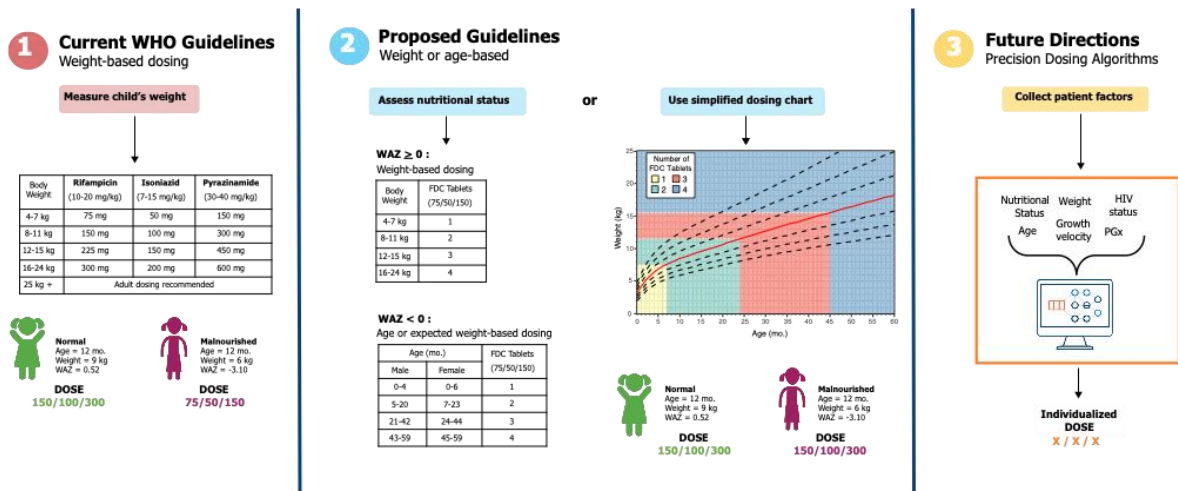 1
Current WHO Guidelines
Weight-based dosing
Measure child's weight
Body Weight | Rifampicin (10-20 mg/kg) | Isoniazid (7-15 mg/kg) | Pyrazinamide (30-40 mg/kg)
4-7 kg | 75 mg | 50 mg | 150 mg
8-11 kg | 150 mg | 100 mg | 300 mg
12-15 kg | 225 mg | 150 mg | 450 mg
16-24 kg | 300 mg | 200 mg | 600 mg
25 kg + | Adult dosing recommended
Normal
Age = 12 mo.
Weight = 9 kg
WAZ = 0.52
DOSE
150/100/300
Malnourished
Age = 12 mo.
Weight = 6 kg
WAZ = -3.10
DOSE
75/50/150
2
Proposed Guidelines
Weight or age-based
Assess nutritional status
or
Use simplified dosing chart
WAZ ≥ 0 :
Weight-based dosing
Body Weight | FDC Tablets (75/50/150)
4-7 kg | 1
8-11 kg | 2
12-15 kg | 3
16-24 kg | 4
WAZ < 0 :
Age or expected weight-based dosing
Age (mo.) | FDC Tablets (75/50/150)
Male | Female
0-4 | 0-6 | 1
5-20 | 7-23 | 2
21-42 | 24-44 | 3
43-59 | 45-59 | 4
Number of
FDC Tablets
1 3
2 4
Weight (kg)
25
20
15
10
5
0
0 5 10 15 20 25 30 35 40 45 50 55 60
Age (mo.)
Normal
Age = 12 mo.
Weight = 9 kg
WAZ = 0.52
DOSE
150/100/300
Malnourished
Age = 12 mo.
Weight = 6 kg
WAZ = -3.10
DOSE
150/100/300
3
Future Directions
Precision Dosing Algorithms
Collect patient factors
Nutritional
Status
Weight
HIV
status
Age
Growth
velocity
PGx
Individualized
DOSE
X / X / X